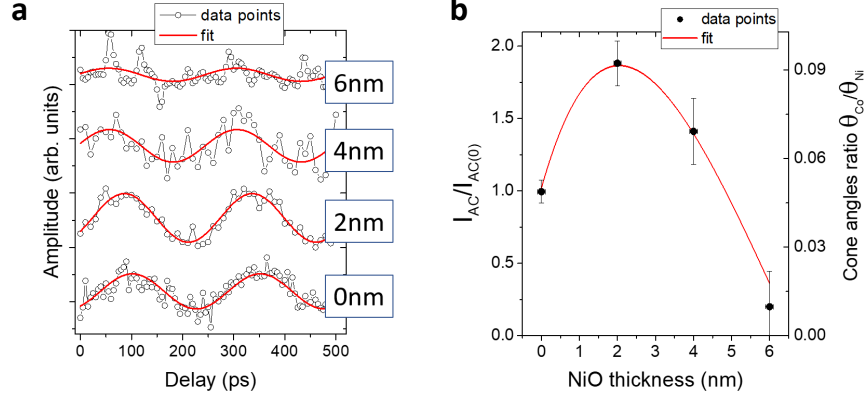 a
data points
fit
Amplitude (arb. units)
6nm
4nm
2nm
0nm
0 100 200 300 400 500
Delay (ps)
b
data points
fit
2.0
1.5
1.0
0.5
0.0
I_AC/I_AC(0)
0.09
0.06
0.03
0.00
Cone angles ratio θ_Co/θ_Ni
0 1 2 3 4 5 6
NiO thickness (nm)